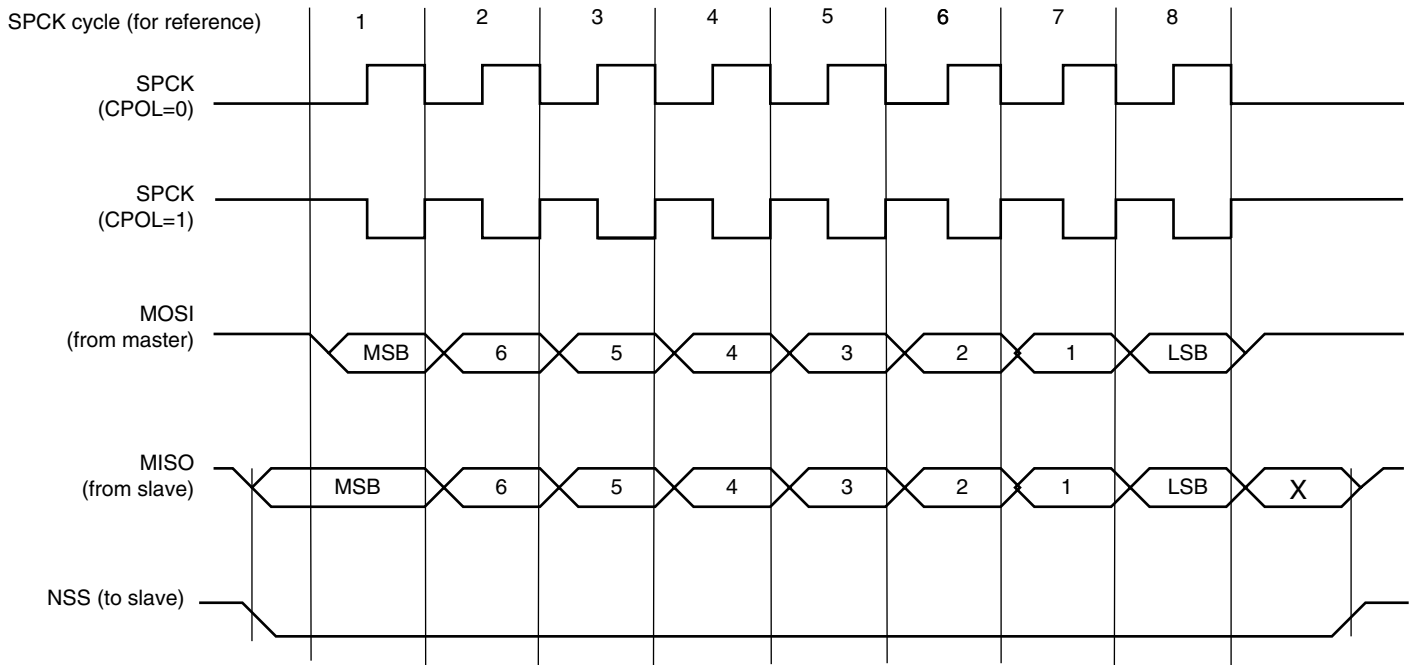 SPCK cycle (for reference) 1 2 3 4 5 6 7 8
SPCK
(CPOL=0)
SPCK
(CPOL=1)
MOSI
(from master)
MSB 6 5 4 3 2 1 LSB
MISO
(from slave)
MSB 6 5 4 3 2 1 LSB X
NSS (to slave)